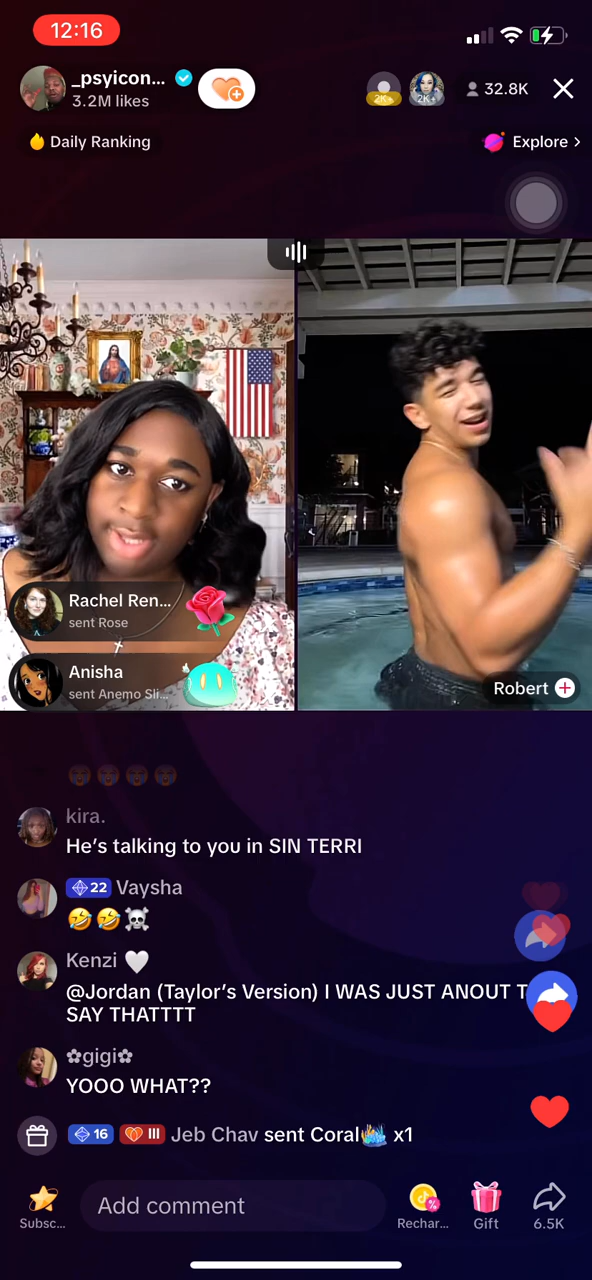 12:16
_psyicon...
3.2M likes
2K+
2K+
32.8K
Daily Ranking
Explore >
Rachel Ren...
sent Rose
Anisha
sent Anemo Sli...
Robert
kira.
He's talking to you in SIN TERRI
22 Vaysha
🤣🤣☠️
Kenzi 🤍
@Jordan (Taylor's Version) I WAS JUST ANOUT T
SAY THATTTT
✿gigi✿
YOOO WHAT??
16 III Jeb Chav sent Coral x1
Subsc...
Add comment
Rechar...
Gift
6.5K